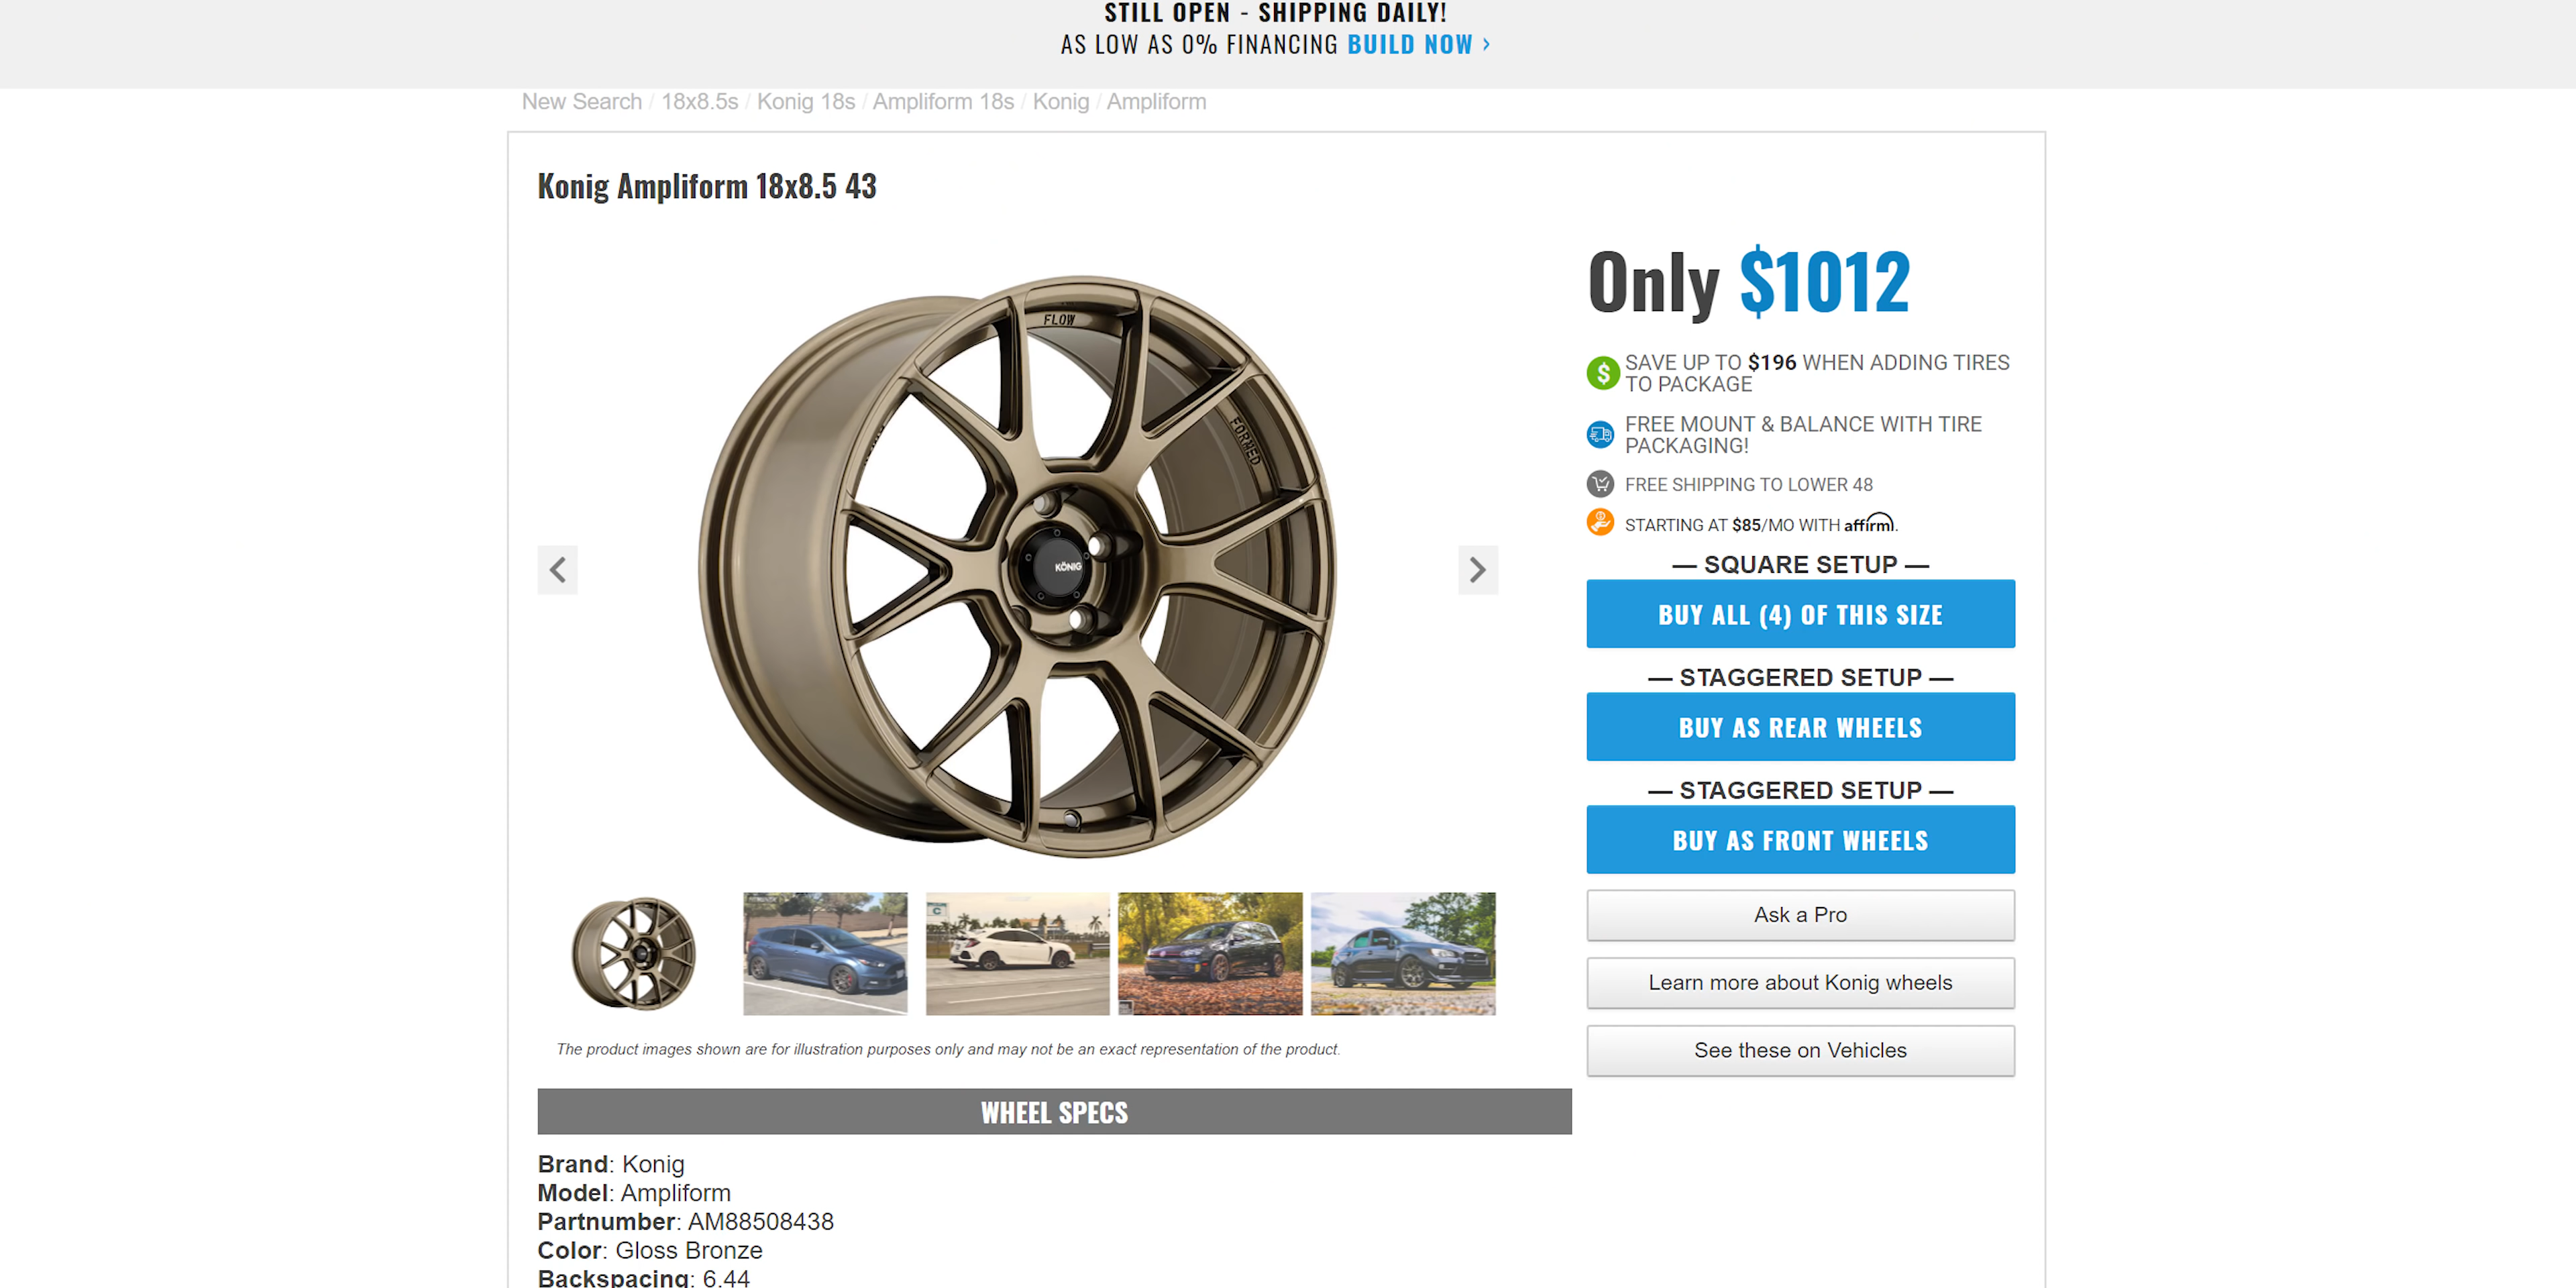 STILL OPEN - SHIPPING DAILY!
AS LOW AS 0% FINANCING BUILD NOW ›
New Search / 18x8.5s / Konig 18s / Ampliform 18s / Konig / Ampliform
Konig Ampliform 18x8.5 43
FLOW
FORMED
KÖNIG
Only $1012
$ SAVE UP TO $196 WHEN ADDING TIRES
TO PACKAGE
FREE MOUNT & BALANCE WITH TIRE
PACKAGING!
FREE SHIPPING TO LOWER 48
STARTING AT $85/MO WITH affirm.
— SQUARE SETUP —
BUY ALL (4) OF THIS SIZE
— STAGGERED SETUP —
BUY AS REAR WHEELS
— STAGGERED SETUP —
BUY AS FRONT WHEELS
Ask a Pro
Learn more about Konig wheels
See these on Vehicles
The product images shown are for illustration purposes only and may not be an exact representation of the product.
WHEEL SPECS
Brand: Konig
Model: Ampliform
Partnumber: AM88508438
Color: Gloss Bronze
Backspacing: 6.44